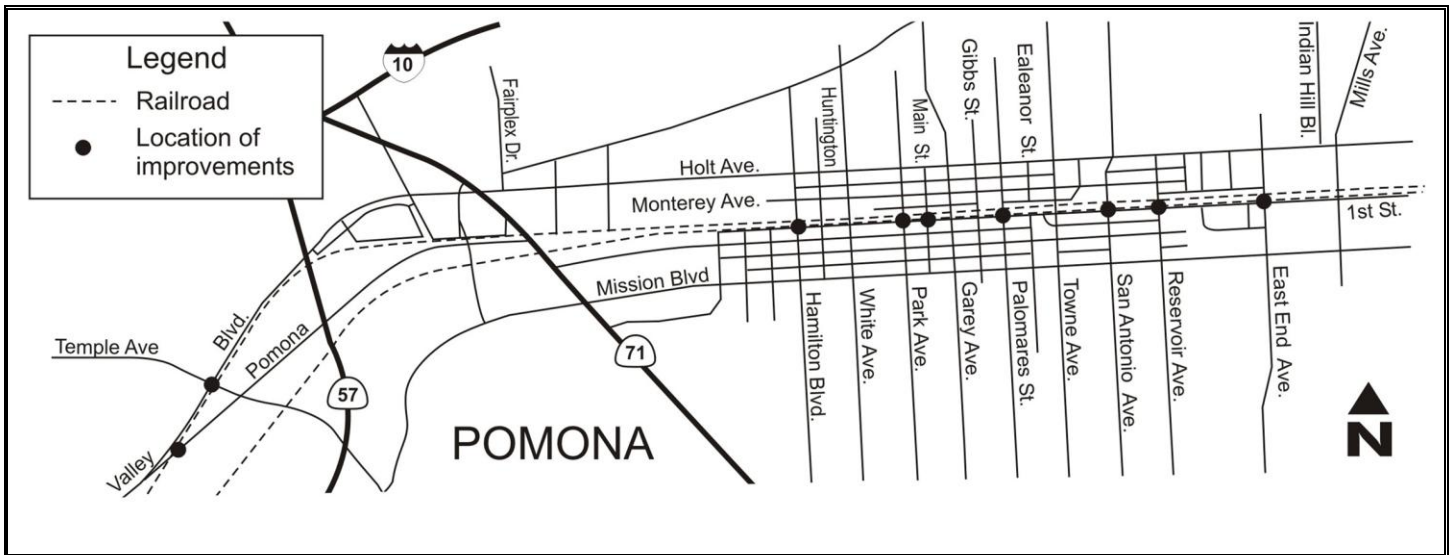 Legend
Railroad
Location of
improvements
10
Fairplex Dr.
Huntington
Main St.
Gibbs St.
Ealeanor St.
Indian Hill Bl.
Mills Ave.
Holt Ave.
Monterey Ave.
1st St.
Mission Blvd
Hamilton Blvd.
White Ave.
Park Ave.
Garey Ave.
Palomares St.
Towne Ave.
San Antonio Ave.
Reservoir Ave.
East End Ave.
Temple Ave
Valley Blvd.
Pomona
57
71
POMONA
N